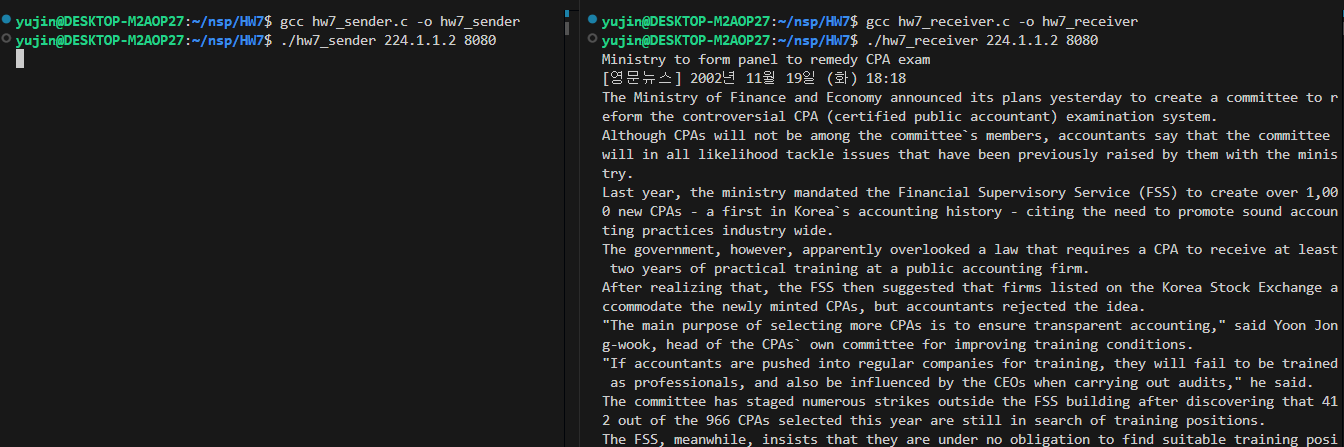 yujin@DESKTOP-M2AOP27:~/nsp/HW7$ gcc hw7_sender.c -o hw7_sender
yujin@DESKTOP-M2AOP27:~/nsp/HW7$ ./hw7_sender 224.1.1.2 8080
yujin@DESKTOP-M2AOP27:~/nsp/HW7$ gcc hw7_receiver.c -o hw7_receiver
yujin@DESKTOP-M2AOP27:~/nsp/HW7$ ./hw7_receiver 224.1.1.2 8080
Ministry to form panel to remedy CPA exam
[영문뉴스] 2002년 11월 19일 (화) 18:18
The Ministry of Finance and Economy announced its plans yesterday to create a committee to r
eform the controversial CPA (certified public accountant) examination system.
Although CPAs will not be among the committee`s members, accountants say that the committee
will in all likelihood tackle issues that have been previously raised by them with the minis
try.
Last year, the ministry mandated the Financial Supervisory Service (FSS) to create over 1,00
0 new CPAs - a first in Korea`s accounting history - citing the need to promote sound accoun
ting practices industry wide.
The government, however, apparently overlooked a law that requires a CPA to receive at least
 two years of practical training at a public accounting firm.
After realizing that, the FSS then suggested that firms listed on the Korea Stock Exchange a
ccommodate the newly minted CPAs, but accountants rejected the idea.
"The main purpose of selecting more CPAs is to ensure transparent accounting," said Yoon Jon
g-wook, head of the CPAs` own committee for improving training conditions.
"If accountants are pushed into regular companies for training, they will fail to be trained
 as professionals, and also be influenced by the CEOs when carrying out audits," he said.
The committee has staged numerous strikes outside the FSS building after discovering that 41
2 out of the 966 CPAs selected this year are still in search of training positions.
The FSS, meanwhile, insists that they are under no obligation to find suitable training posi